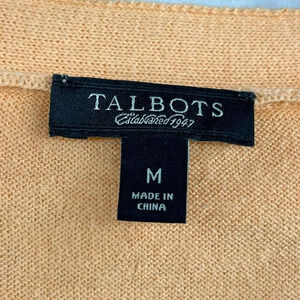 TALBOTS
Established 1947
M
MADE IN
CHINA